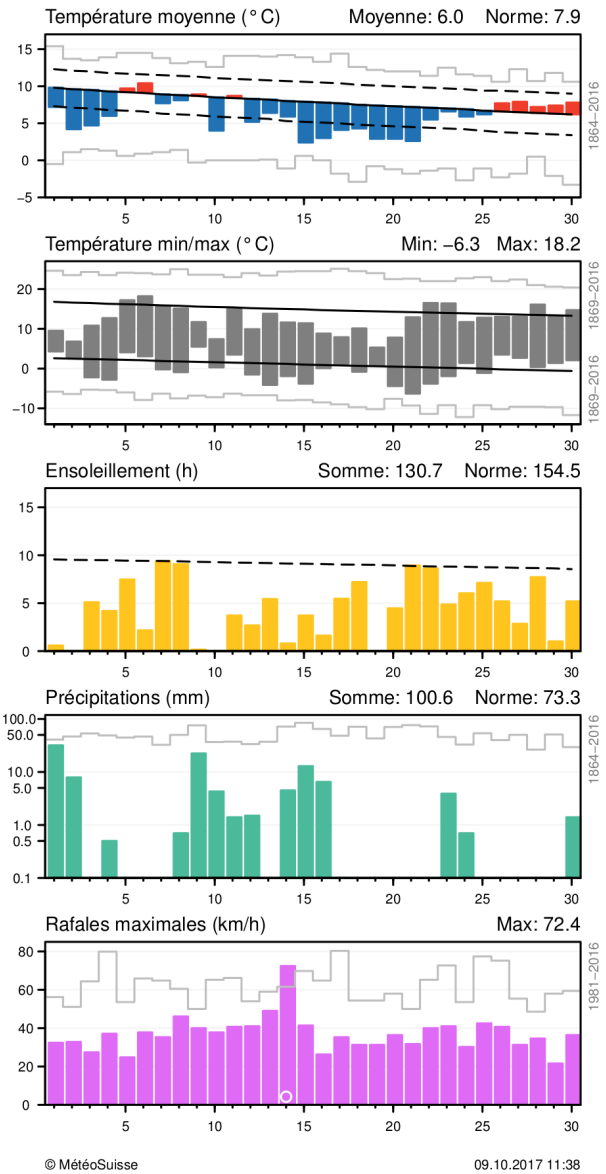 Température moyenne (°C) Moyenne: 6.0 Norme: 7.9
15
10
5
0
−5
5 10 15 20 25 30
1864−2016
Température min/max (°C) Min: −6.3 Max: 18.2
20
10
0
−10
5 10 15 20 25 30
1869−2016
1869−2016
Ensoleillement (h) Somme: 130.7 Norme: 154.5
15
10
5
0
5 10 15 20 25 30
Précipitations (mm) Somme: 100.6 Norme: 73.3
100.0
50.0
10.0
5.0
1.0
0.5
0.1
5 10 15 20 25 30
1864−2016
Rafales maximales (km/h) Max: 72.4
80
60
40
20
0
5 10 15 20 25 30
1981−2016
© MétéoSuisse 09.10.2017 11:38